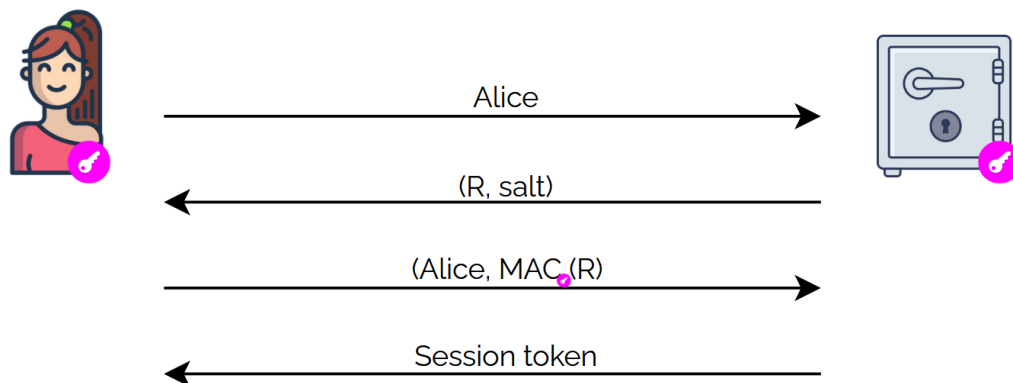 Alice
(R, salt)
(Alice, MAC (R)
Session token